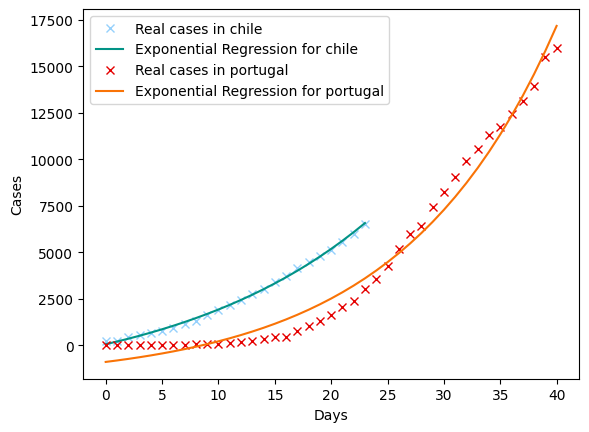 17500
15000
12500
10000
7500
5000
2500
0
Cases
Real cases in chile
Exponential Regression for chile
Real cases in portugal
Exponential Regression for portugal
0 5 10 15 20 25 30 35 40
Days